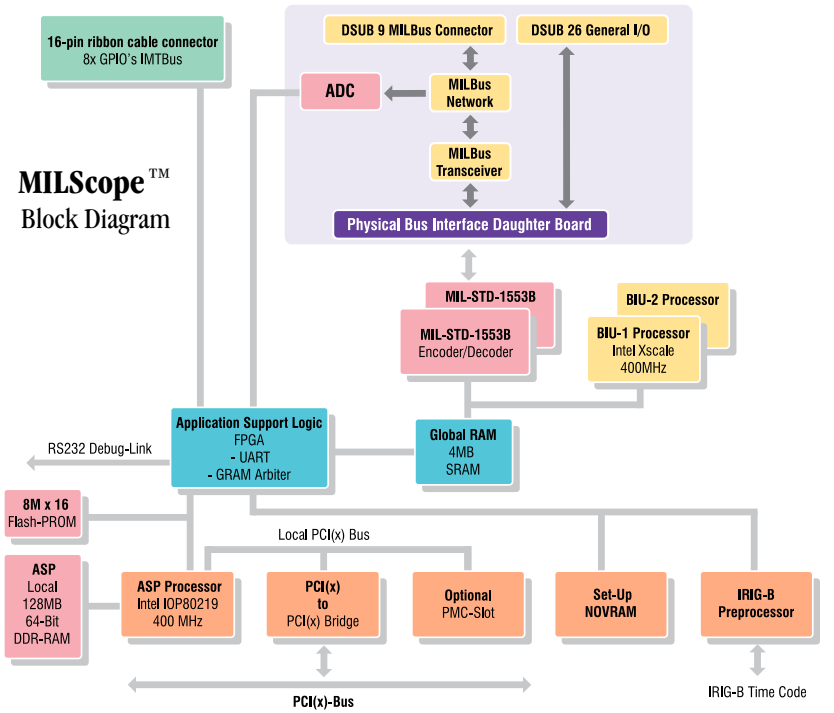 16-pin ribbon cable connector
8x GPIO's IMTBus
DSUB 9 MILBus Connector
DSUB 26 General I/O
ADC
MILBus
Network
MILBus
Transceiver
MILScope™
Block Diagram
Physical Bus Interface Daughter Board
MIL-STD-1553B
MIL-STD-1553B
Encoder/Decoder
BIU-2 Processor
BIU-1 Processor
Intel Xscale
400MHz
Application Support Logic
FPGA
- UART
- GRAM Arbiter
Global RAM
4MB
SRAM
RS232 Debug-Link
8M x 16
Flash-PROM
Local PCI(x) Bus
ASP
Local
128MB
64-Bit
DDR-RAM
ASP Processor
Intel IOP80219
400 MHz
PCI(x)
to
PCI(x) Bridge
Optional
PMC-Slot
Set-Up
NOVRAM
IRIG-B
Preprocessor
PCI(x)-Bus
IRIG-B Time Code